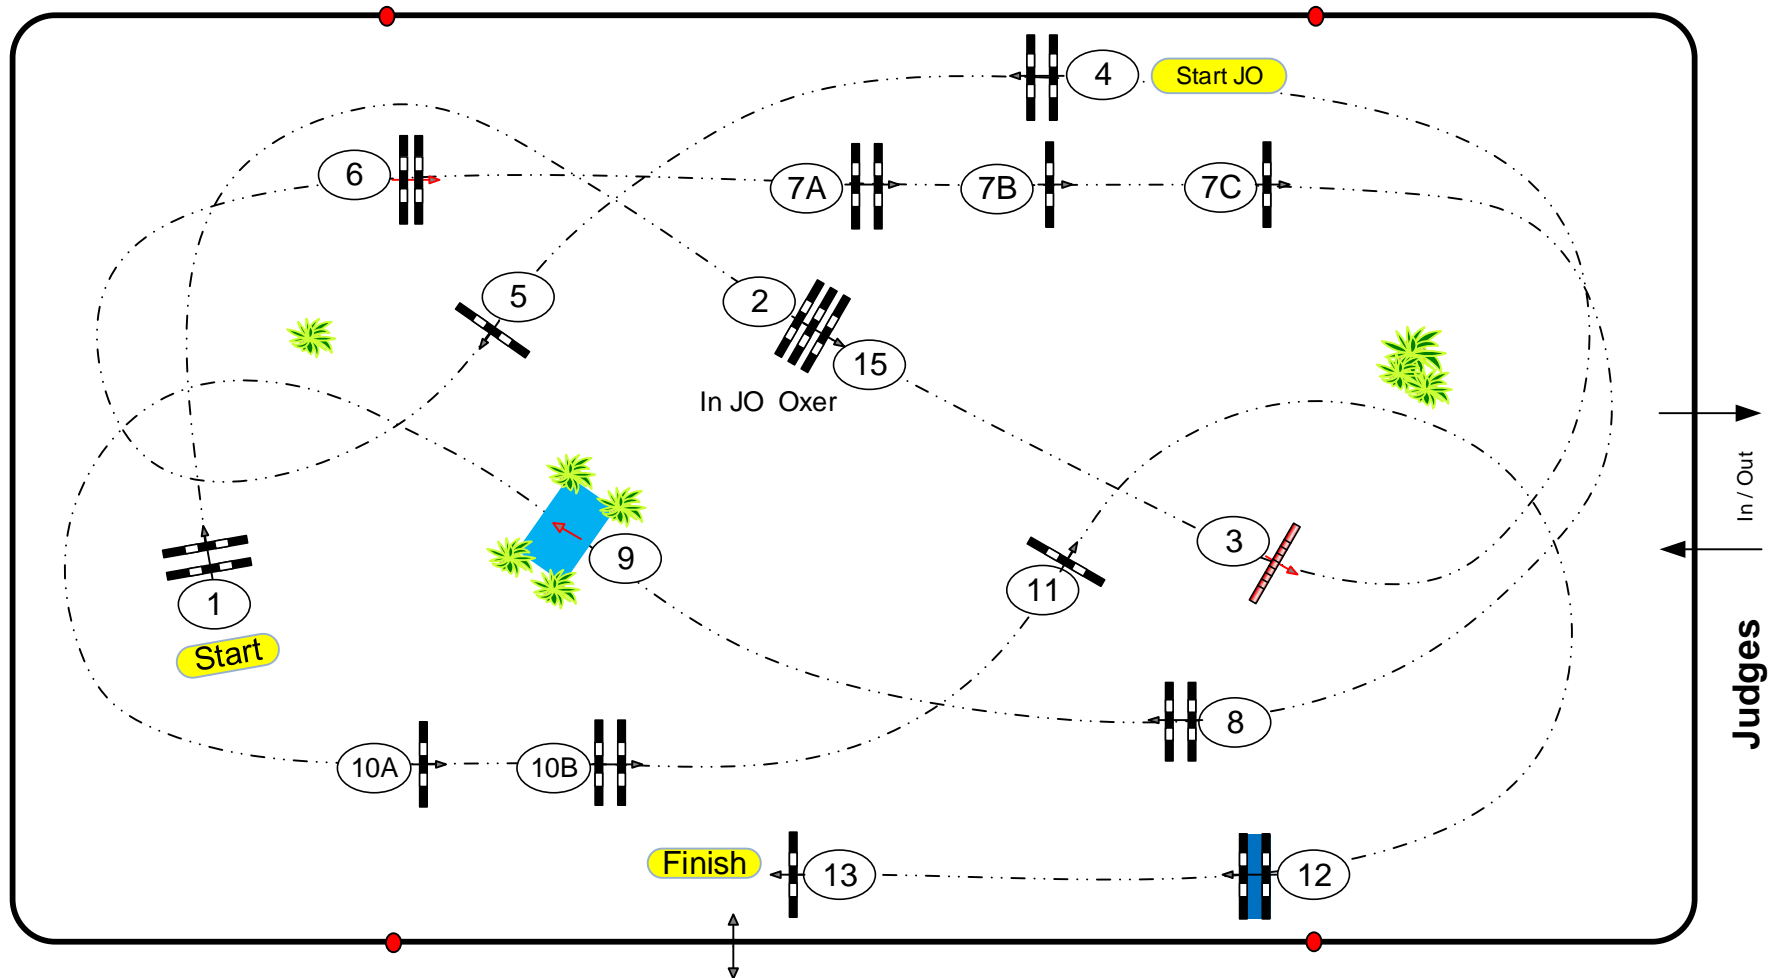 4
Start JO
6
7A
7B
7C
5
2
15
In JO Oxer
In / Out
3
9
11
1
Start
Judges
8
10A
10B
Finish
13
12